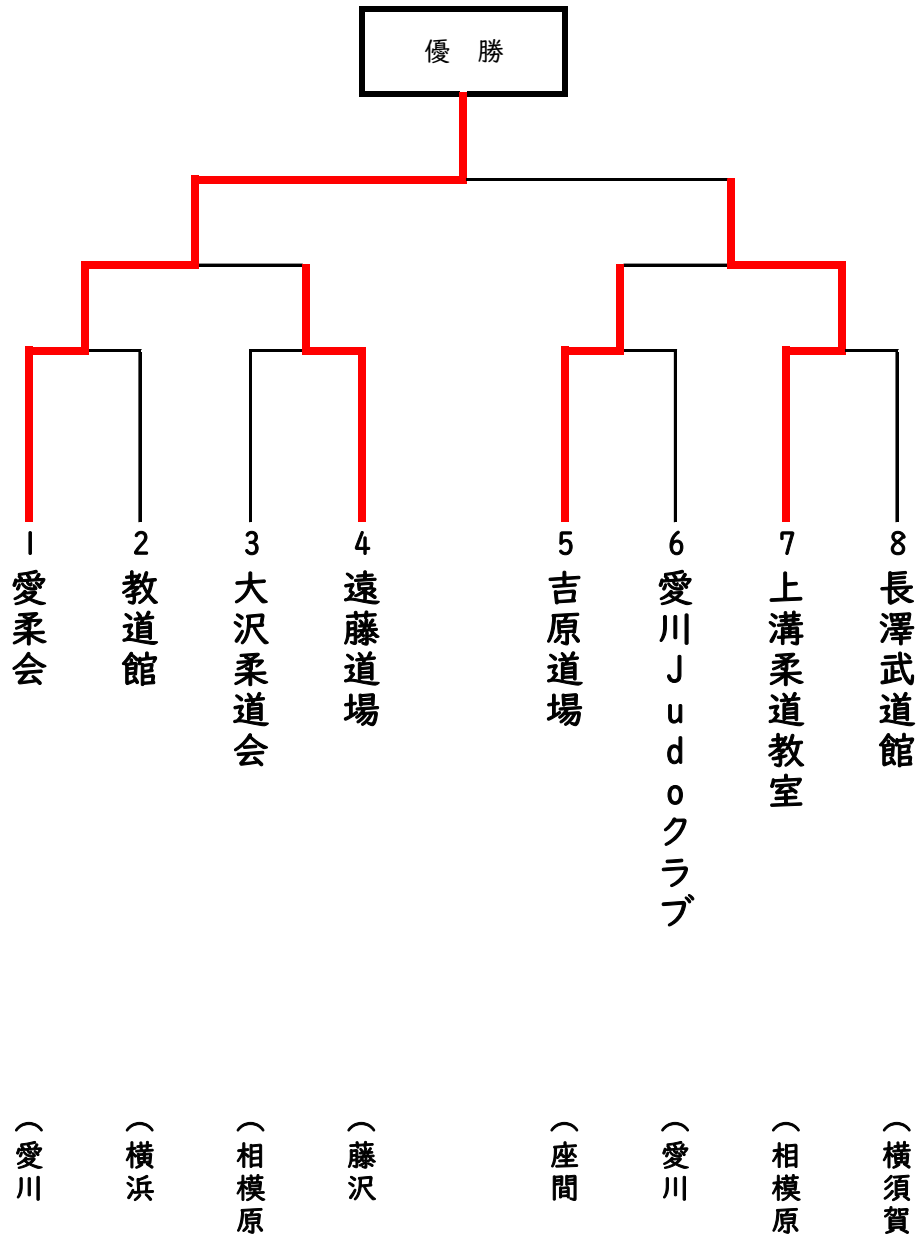 優 勝
1
愛柔会
（愛川
2
教道館
（横浜
3
大沢柔道会
（相模原
4
遠藤道場
（藤沢
5
吉原道場
（座間
6
愛川Judoクラブ
（愛川
7
上溝柔道教室
（相模原
8
長澤武道館
（横須賀